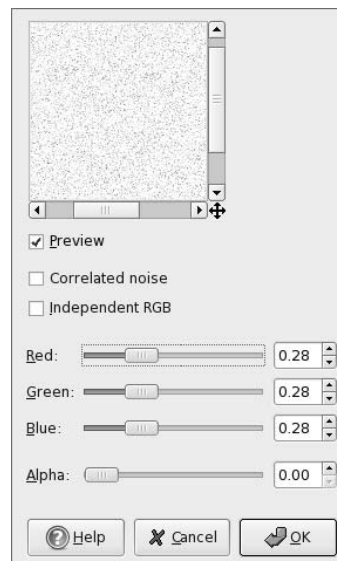 Preview
Correlated noise
Independent RGB
Red: 0.28
Green: 0.28
Blue: 0.28
Alpha: 0.00
Help Cancel OK